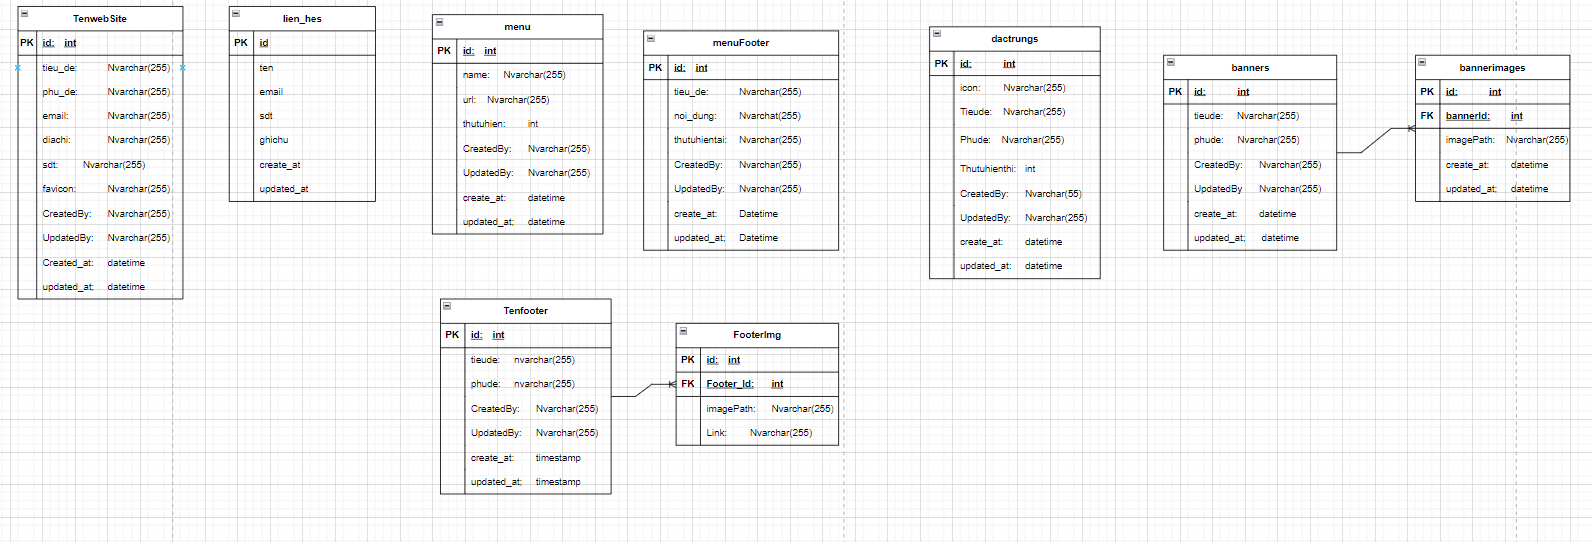 TenwebSite
PK id: int
tieu_de: Nvarchar(255)
phu_de: Nvarchar(255)
email: Nvarchar(255)
diachi: Nvarchar(255)
sdt: Nvarchar(255)
favicon: Nvarchar(255)
CreatedBy: Nvarchar(255)
UpdatedBy: Nvarchar(255)
Created_at: datetime
updated_at; datetime
lien_hes
PK id
ten
email
sdt
ghichu
create_at
updated_at
menu
PK id: int
name: Nvarchar(255)
url: Nvarchar(255)
thutuhien: int
CreatedBy: Nvarchar(255)
UpdatedBy: Nvarchar(255)
create_at: datetime
updated_at; datetime
menuFooter
PK id: int
tieu_de: Nvarchar(255)
noi_dung: Nvarchat(255)
thutuhientai: Nvarchar(255)
CreatedBy: Nvarchar(255)
UpdatedBy: Nvarchar(255)
create_at: Datetime
updated_at; Datetime
dactrungs
PK id: int
icon: Nvarchar(255)
Tieude: Nvarchar(255)
Phude: Nvarchar(255)
Thutuhienthi: int
CreatedBy: Nvarchar(55)
UpdatedBy: Nvarchar(255)
create_at: datetime
updated_at: datetime
banners
PK id: int
tieude: Nvarchar(255)
phude: Nvarchar(255)
CreatedBy: Nvarchar(255)
UpdatedBy Nvarchar(255)
create_at: datetime
updated_at; datetime
bannerimages
PK id: int
FK bannerId: int
imagePath: Nvarchar(255)
create_at: datetime
updated_at; datetime
Tenfooter
PK id: int
tieude: nvarchar(255)
phude: nvarchar(255)
CreatedBy: Nvarchar(255)
UpdatedBy: Nvarchar(255)
create_at: timestamp
updated_at; timestamp
FooterImg
PK id: int
FK Footer_Id: int
imagePath: Nvarchar(255)
Link: Nvarchar(255)